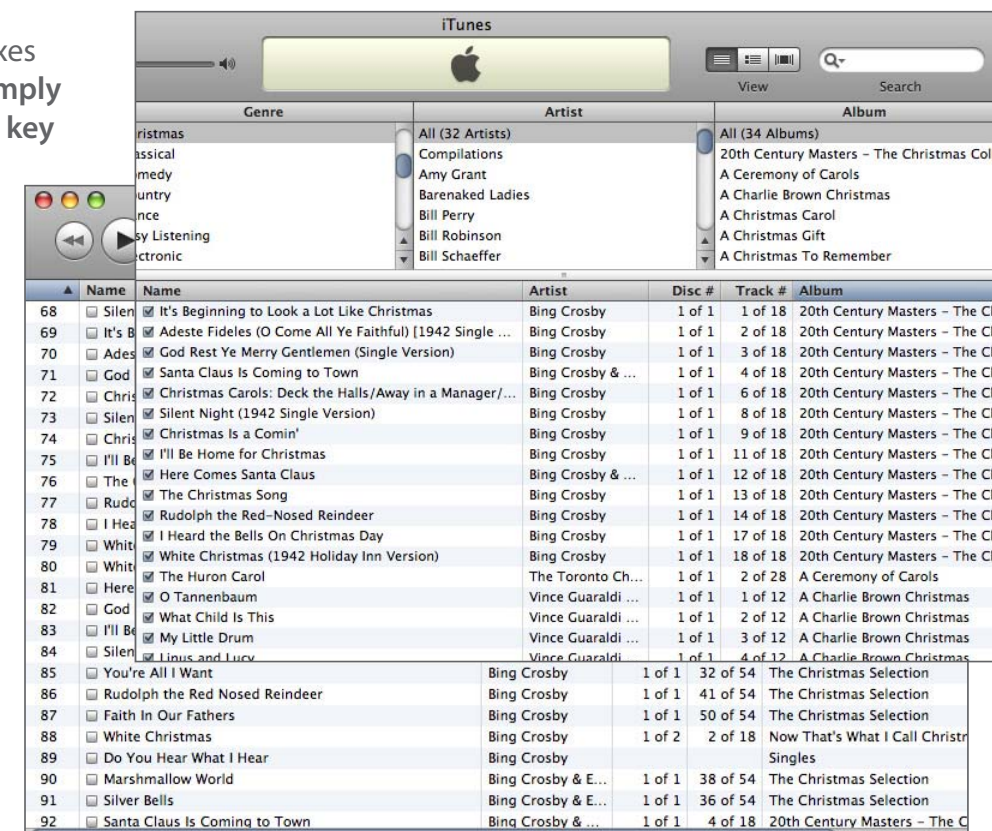 iTunes
xes
mply
key
View
Search
Genre Artist Album
ristmas All (32 Artists) All (34 Albums)
assical Compilations 20th Century Masters – The Christmas Col
omedy Amy Grant A Ceremony of Carols
ountry Barenaked Ladies A Charlie Brown Christmas
nce Bill Perry A Christmas Carol
sy Listening Bill Robinson A Christmas Gift
ectronic Bill Schaeffer A Christmas To Remember
Name Name Artist Disc # Track # Album
68 Silen It's Beginning to Look a Lot Like Christmas Bing Crosby 1 of 1 1 of 18 20th Century Masters – The Cl
69 It's B Adeste Fideles (O Come All Ye Faithful) [1942 Single ... Bing Crosby 1 of 1 2 of 18 20th Century Masters – The Cl
70 Ades God Rest Ye Merry Gentlemen (Single Version) Bing Crosby 1 of 1 3 of 18 20th Century Masters – The Cl
71 God Santa Claus Is Coming to Town Bing Crosby & ... 1 of 1 4 of 18 20th Century Masters – The Cl
72 Chris Christmas Carols: Deck the Halls/Away in a Manager/... Bing Crosby 1 of 1 6 of 18 20th Century Masters – The Cl
73 Silen Silent Night (1942 Single Version) Bing Crosby 1 of 1 8 of 18 20th Century Masters – The Cl
74 Chris Christmas Is a Comin' Bing Crosby 1 of 1 9 of 18 20th Century Masters – The Cl
75 I'll Be I'll Be Home for Christmas Bing Crosby 1 of 1 11 of 18 20th Century Masters – The Cl
76 The Here Comes Santa Claus Bing Crosby & ... 1 of 1 12 of 18 20th Century Masters – The Cl
77 Rudo The Christmas Song Bing Crosby 1 of 1 13 of 18 20th Century Masters – The Cl
78 I Hea Rudolph the Red-Nosed Reindeer Bing Crosby 1 of 1 14 of 18 20th Century Masters – The Cl
79 White I Heard the Bells On Christmas Day Bing Crosby 1 of 1 17 of 18 20th Century Masters – The Cl
80 White White Christmas (1942 Holiday Inn Version) Bing Crosby 1 of 1 18 of 18 20th Century Masters – The Cl
81 Here The Huron Carol The Toronto Ch... 1 of 1 2 of 28 A Ceremony of Carols
82 God O Tannenbaum Vince Guaraldi ... 1 of 1 1 of 12 A Charlie Brown Christmas
83 I'll Be What Child Is This Vince Guaraldi ... 1 of 1 2 of 12 A Charlie Brown Christmas
84 Silen My Little Drum Vince Guaraldi ... 1 of 1 3 of 12 A Charlie Brown Christmas
Linus and Lucy Vince Guaraldi 1 of 1 4 of 12 A Charlie Brown Christmas
85 You're All I Want Bing Crosby 1 of 1 32 of 54 The Christmas Selection
86 Rudolph the Red Nosed Reindeer Bing Crosby 1 of 1 41 of 54 The Christmas Selection
87 Faith In Our Fathers Bing Crosby 1 of 1 50 of 54 The Christmas Selection
88 White Christmas Bing Crosby 1 of 2 2 of 18 Now That's What I Call Christr
89 Do You Hear What I Hear Bing Crosby Singles
90 Marshmallow World Bing Crosby & E... 1 of 1 38 of 54 The Christmas Selection
91 Silver Bells Bing Crosby & E... 1 of 1 36 of 54 The Christmas Selection
92 Santa Claus Is Coming to Town Bing Crosby & ... 1 of 1 4 of 18 20th Century Masters – The C